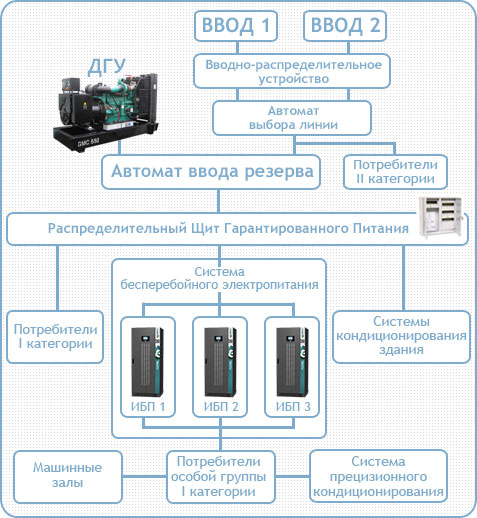 ВВОД 1
ВВОД 2
ДГУ
Вводно-распределительное
устройство
GMC 550
Автомат
выбора линии
Автомат ввода резерва
Потребители
II категории
Распределительный Щит Гарантированного Питания
Система
бесперебойного электропитания
Потребители
I категории
ИБП 1
ИБП 2
ИБП 3
Системы
кондиционирования
здания
Машинные
залы
Потребители
особой группы
I категории
Система
прецизионного
кондиционирования